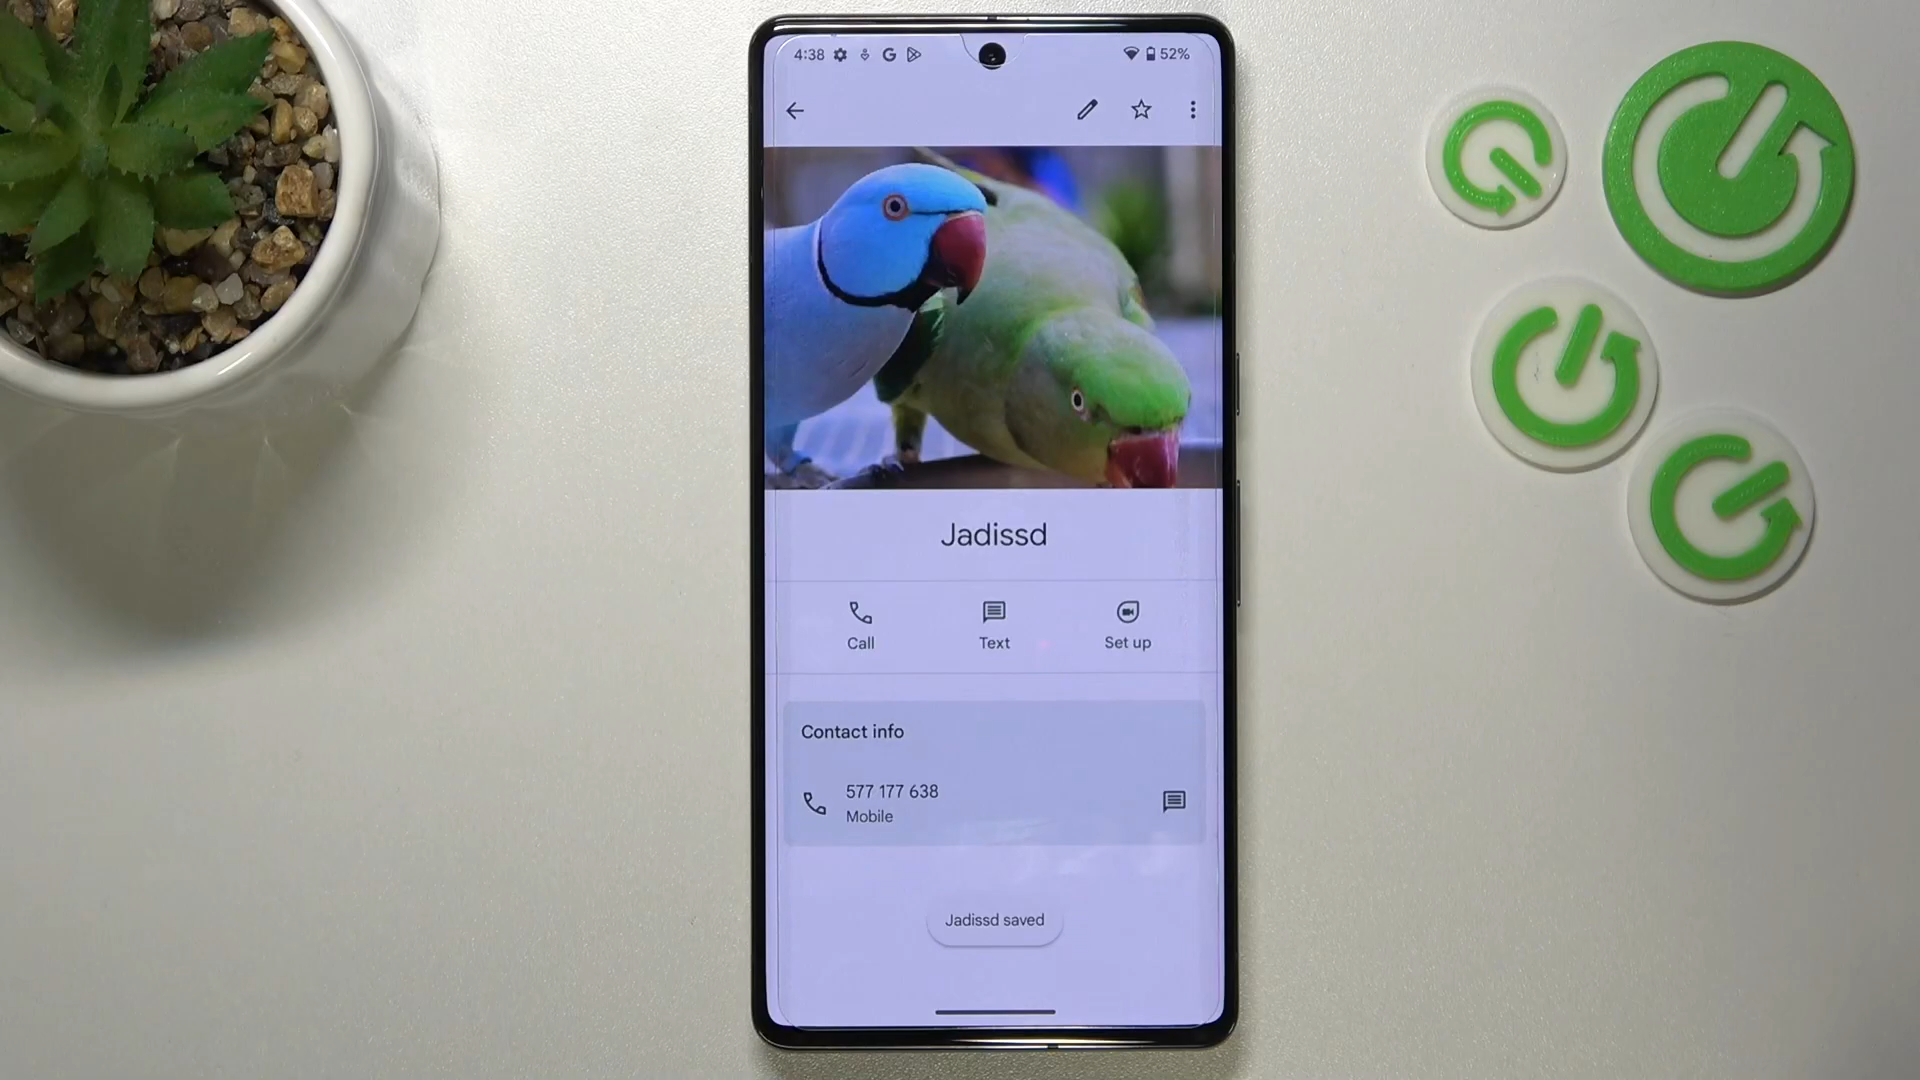 4:38
52%
Jadissd
Call
Text
Set up
Contact info
577 177 638
Mobile
Jadissd saved